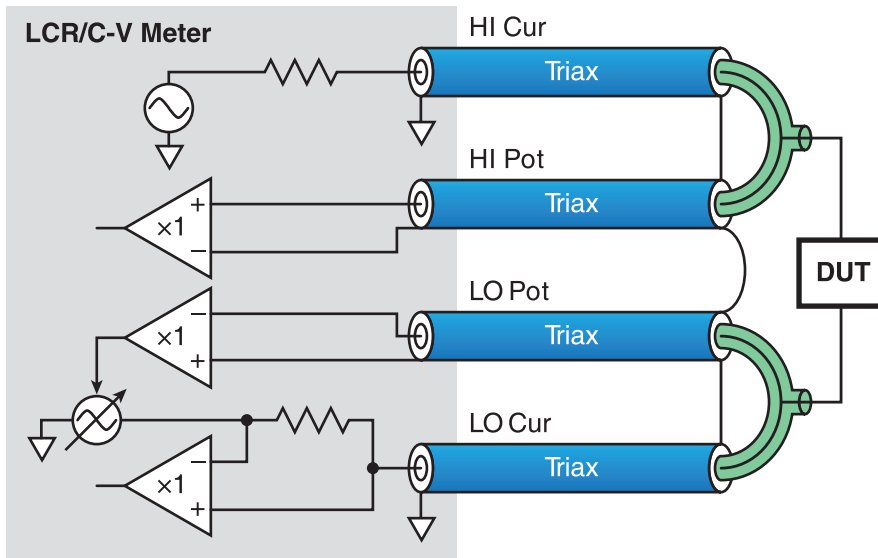 LCR/C-V Meter
HI Cur
Triax
HI Pot
Triax
+
×1
−
DUT
LO Pot
−
×1
Triax
+
LO Cur
−
×1
Triax
+